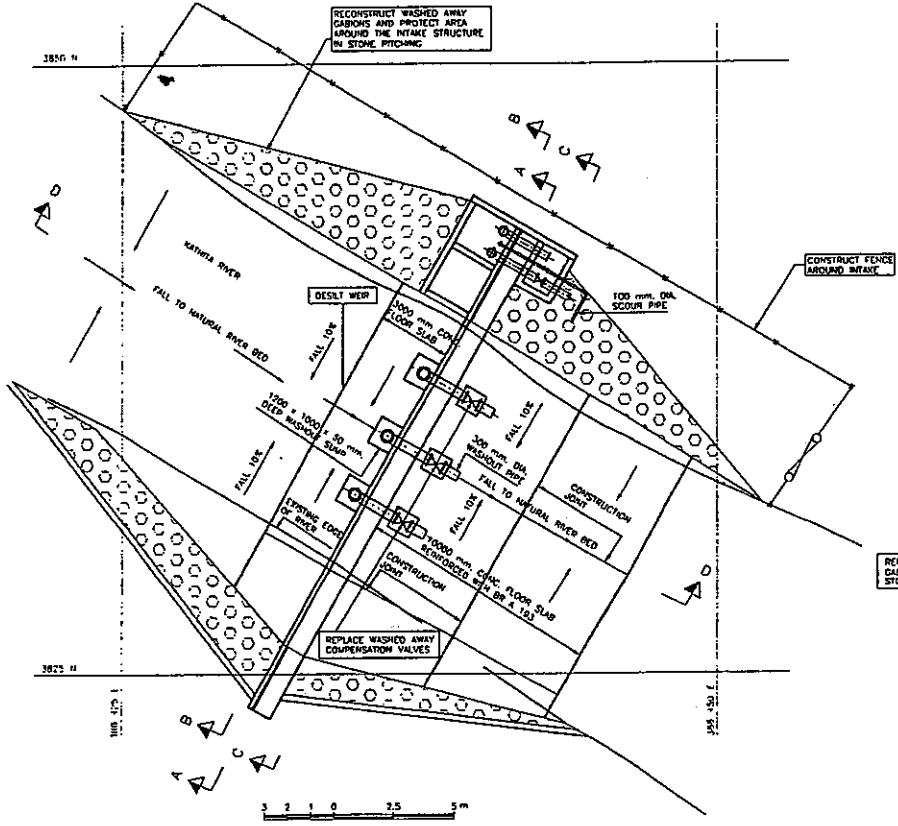 RECONSTRUCT WASHED AWAY
GABIONS AND PROTECT AREA
AROUND THE INTAKE STRUCTURE
IN STONE PITCHING
3850 N
B
C
A
D
CONSTRUCT FENCE
AROUND INTAKE
KATHITA RIVER
FALL TO NATURAL RIVER BED
DESILT WEIR
3000 mm CONC.
FLOOR SLAB
100 mm. DIA.
SCOUR PIPE
FALL 10%
1200 x 1000 x 50 mm.
DEEP WASHOUT SUMP
FALL 10%
300 mm. DIA.
WASHOUT PIPE
FALL 10%
FALL TO NATURAL RIVER BED
CONSTRUCTION
JOINT
EXISTING EDGE
OF RIVER
FALL 10%
10000 mm. CONC. FLOOR SLAB
REINFORCED WITH BR A 193
CONSTRUCTION
JOINT
D
REPLACE WASHED AWAY
COMPENSATION VALVES
3825 N
B
C
A
3 2 1 0 2.5 5 m